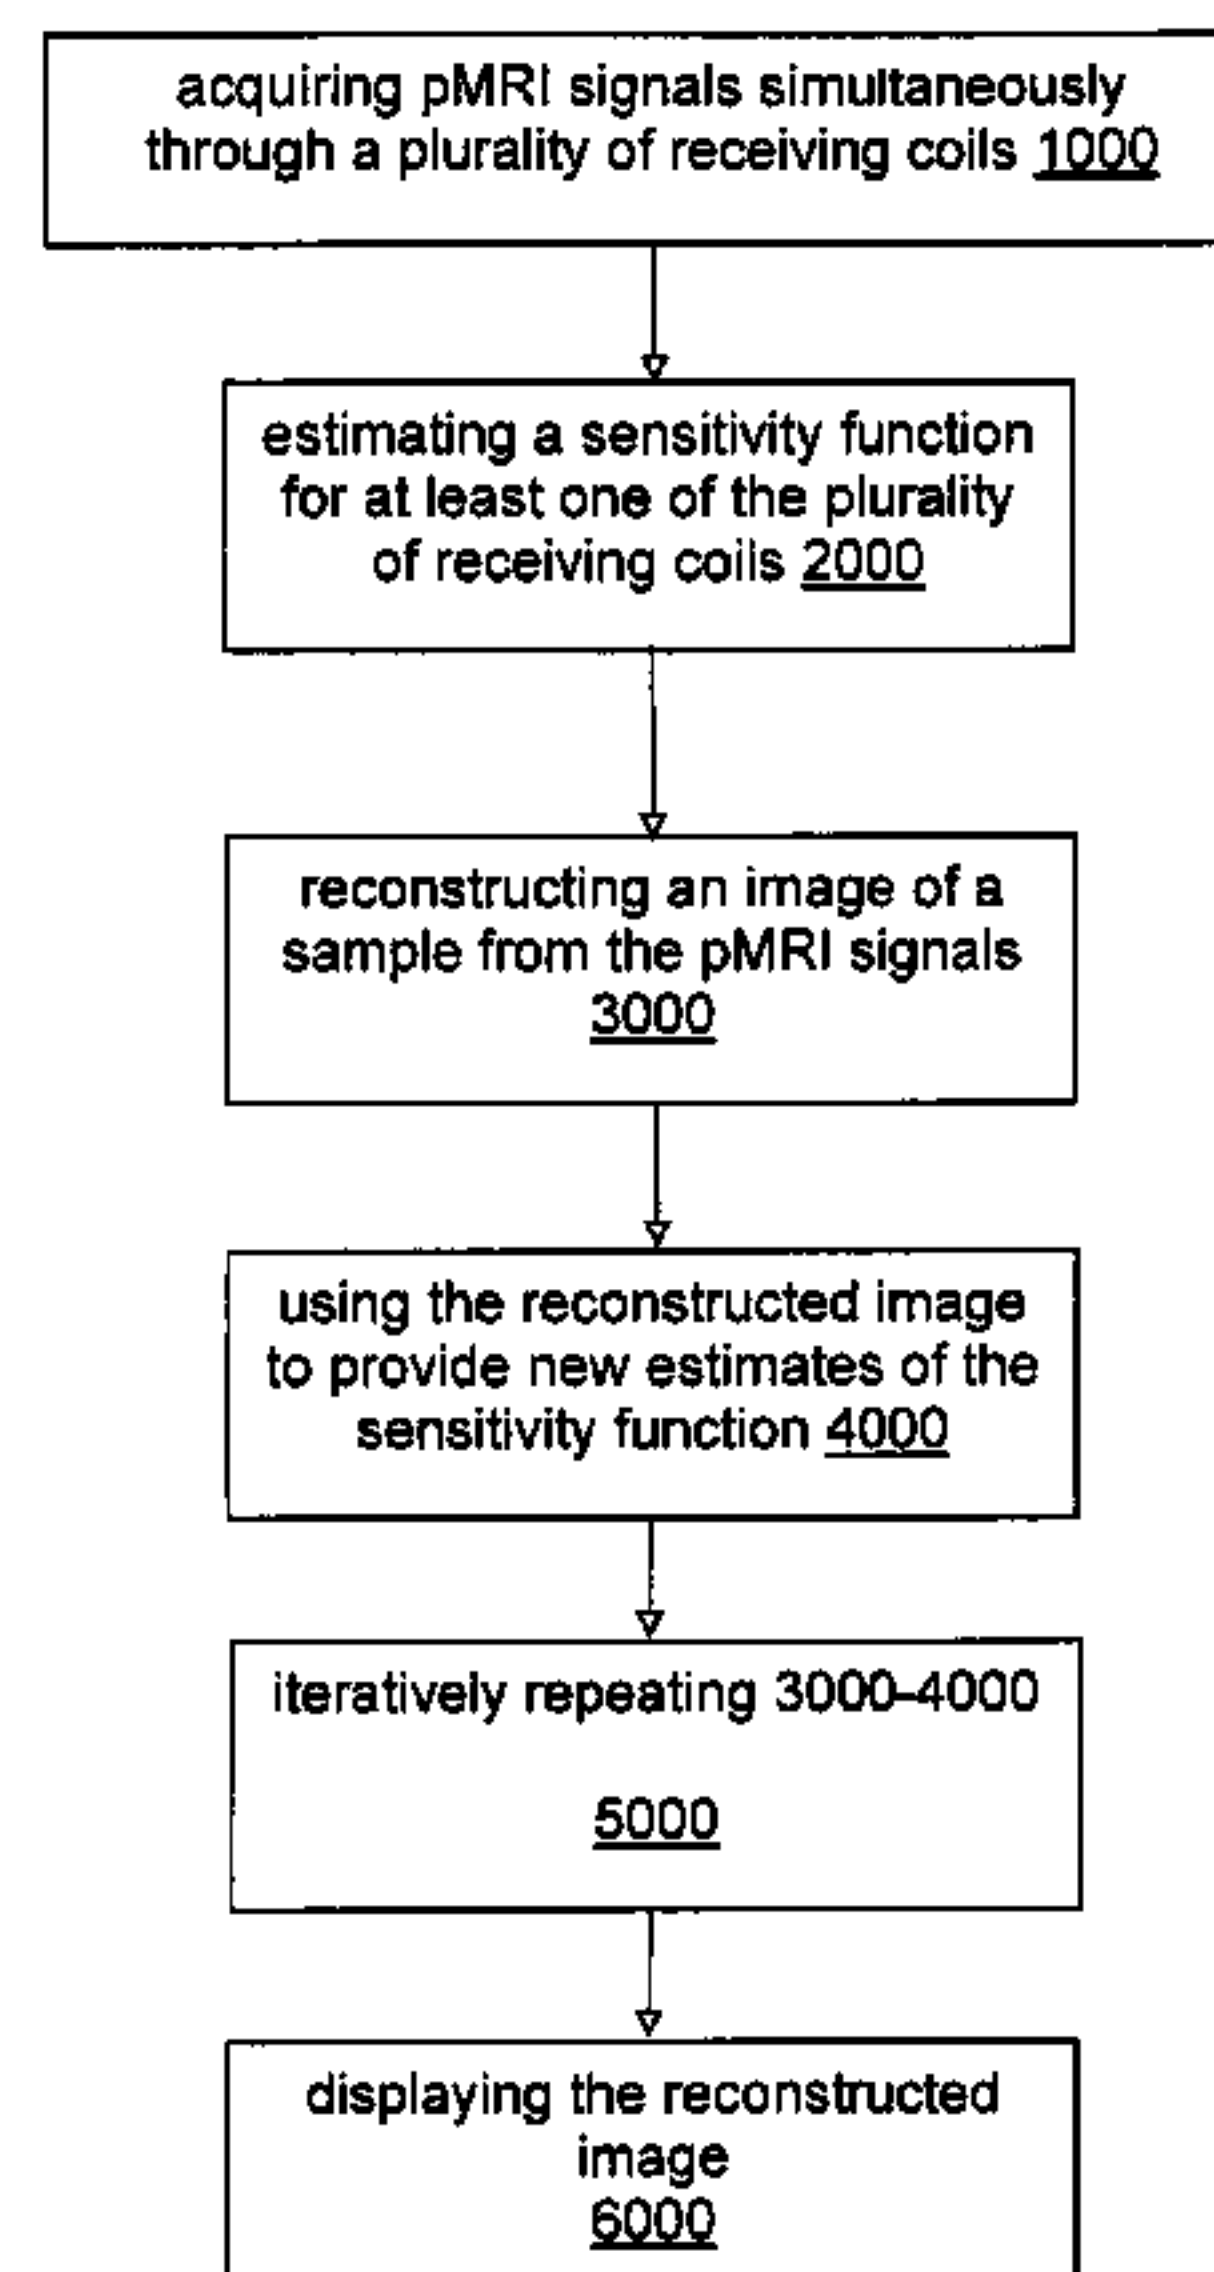 acquiring pMRI signals simultaneously
through a plurality of receiving coils 1000
estimating a sensitivity function
for at least one of the plurality
of receiving coils 2000
reconstructing an image of a
sample from the pMRI signals
3000
using the reconstructed image
to provide new estimates of the
sensitivity function 4000
iteratively repeating 3000-4000
5000
displaying the reconstructed
image
6000